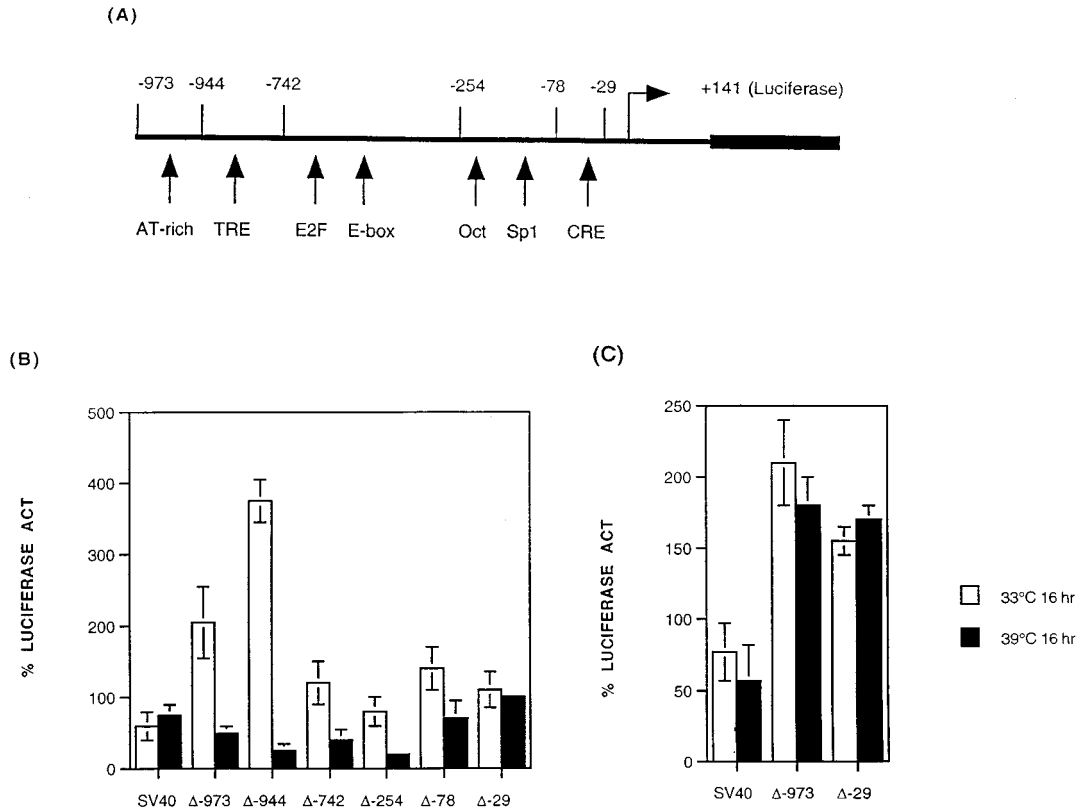 (A)
-973 -944 -742 -254 -78 -29 +141 (Luciferase)
AT-rich TRE E2F E-box Oct Sp1 CRE
(B)
% LUCIFERASE ACT
500
400
300
200
100
0
SV40 Δ-973 Δ-944 Δ-742 Δ-254 Δ-78 Δ-29
(C)
% LUCIFERASE ACT
250
200
150
100
50
0
SV40 Δ-973 Δ-29
33°C 16 hr
39°C 16 hr